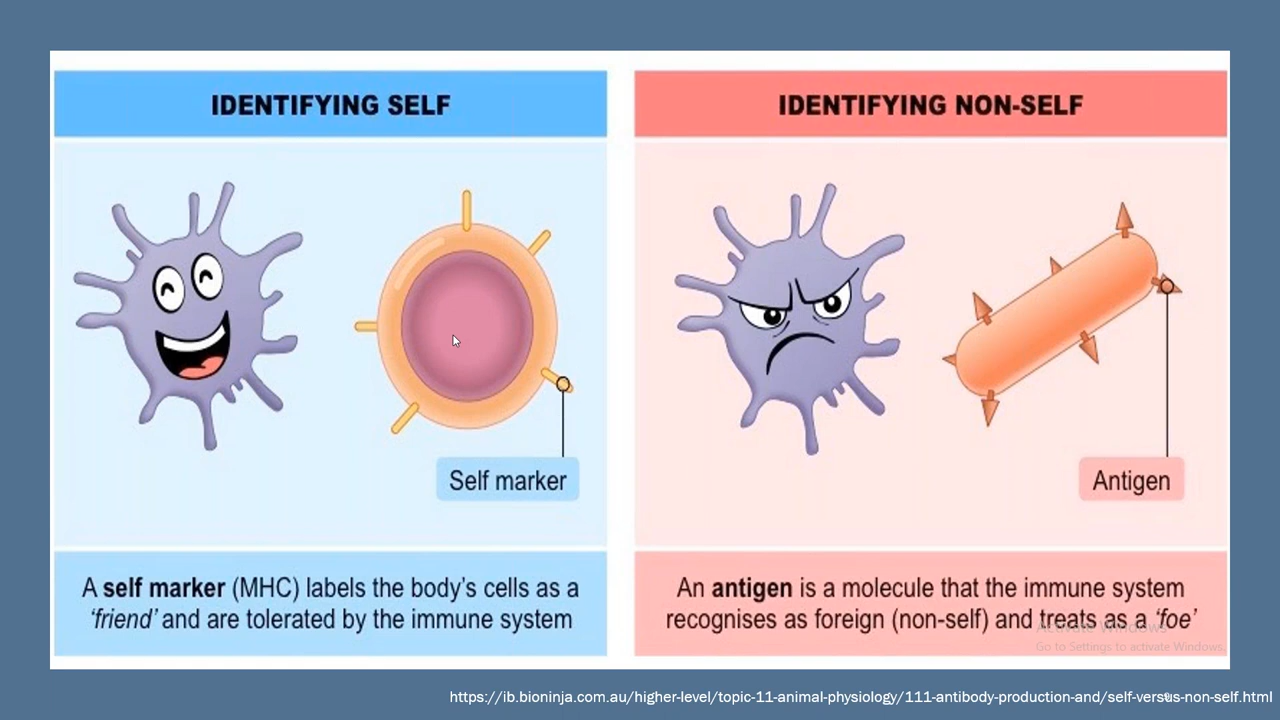 IDENTIFYING SELF
Self marker
A self marker (MHC) labels the body's cells as a
'friend' and are tolerated by the immune system
IDENTIFYING NON-SELF
Antigen
An antigen is a molecule that the immune system
recognises as foreign (non-self) and treats as a 'foe'
Activate Windows
Go to Settings to activate Windows.
https://ib.bioninja.com.au/higher-level/topic-11-animal-physiology/111-antibody-production-and/self-versus-non-self.html